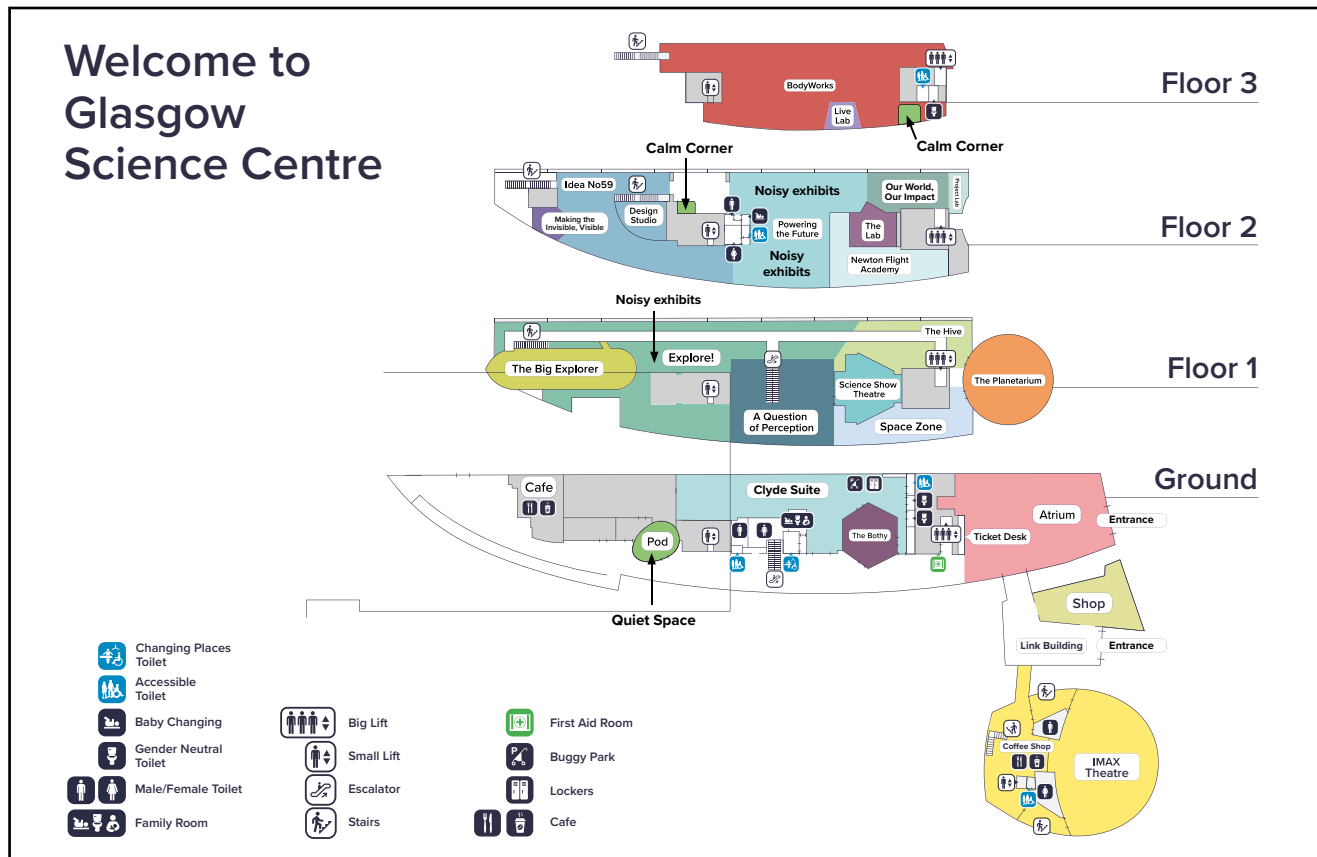 Welcome to
Glasgow
Science Centre
Floor 3
BodyWorks
Live
Lab
Calm Corner
Calm Corner
Floor 2
Idea No59
Noisy exhibits
Our World,
Our Impact
Project Lab
Making the
Invisible, Visible
Design
Studio
Powering
the Future
The
Lab
Noisy
exhibits
Newton Flight
Academy
Noisy exhibits
Floor 1
The Hive
Explore!
The Big Explorer
Science Show
Theatre
The Planetarium
A Question
of Perception
Space Zone
Ground
Cafe
Clyde Suite
Atrium
Entrance
Pod
The Bothy
Ticket Desk
Quiet Space
Shop
Link Building
Entrance
Coffee Shop
IMAX
Theatre
Changing Places
Toilet
Accessible
Toilet
Baby Changing
Gender Neutral
Toilet
Male/Female Toilet
Family Room
Big Lift
Small Lift
Escalator
Stairs
First Aid Room
P
Buggy Park
Lockers
Cafe